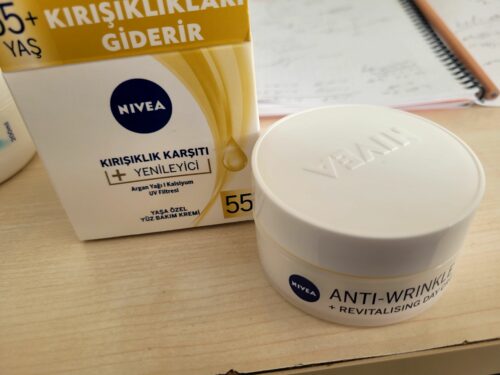 55+
YAŞ
KIRIŞIKLIKLARI
GİDERİR
NIVEA
KIRIŞIKLIK KARŞITI
+ YENİLEYİCİ
Argan Yağı I Kalsiyum
UV Filtresi
YAŞA ÖZEL
YÜZ BAKIM KREMİ
55
NIVEA
NIVEA
ANTI-WRINKLE
+ REVITALISING DAY